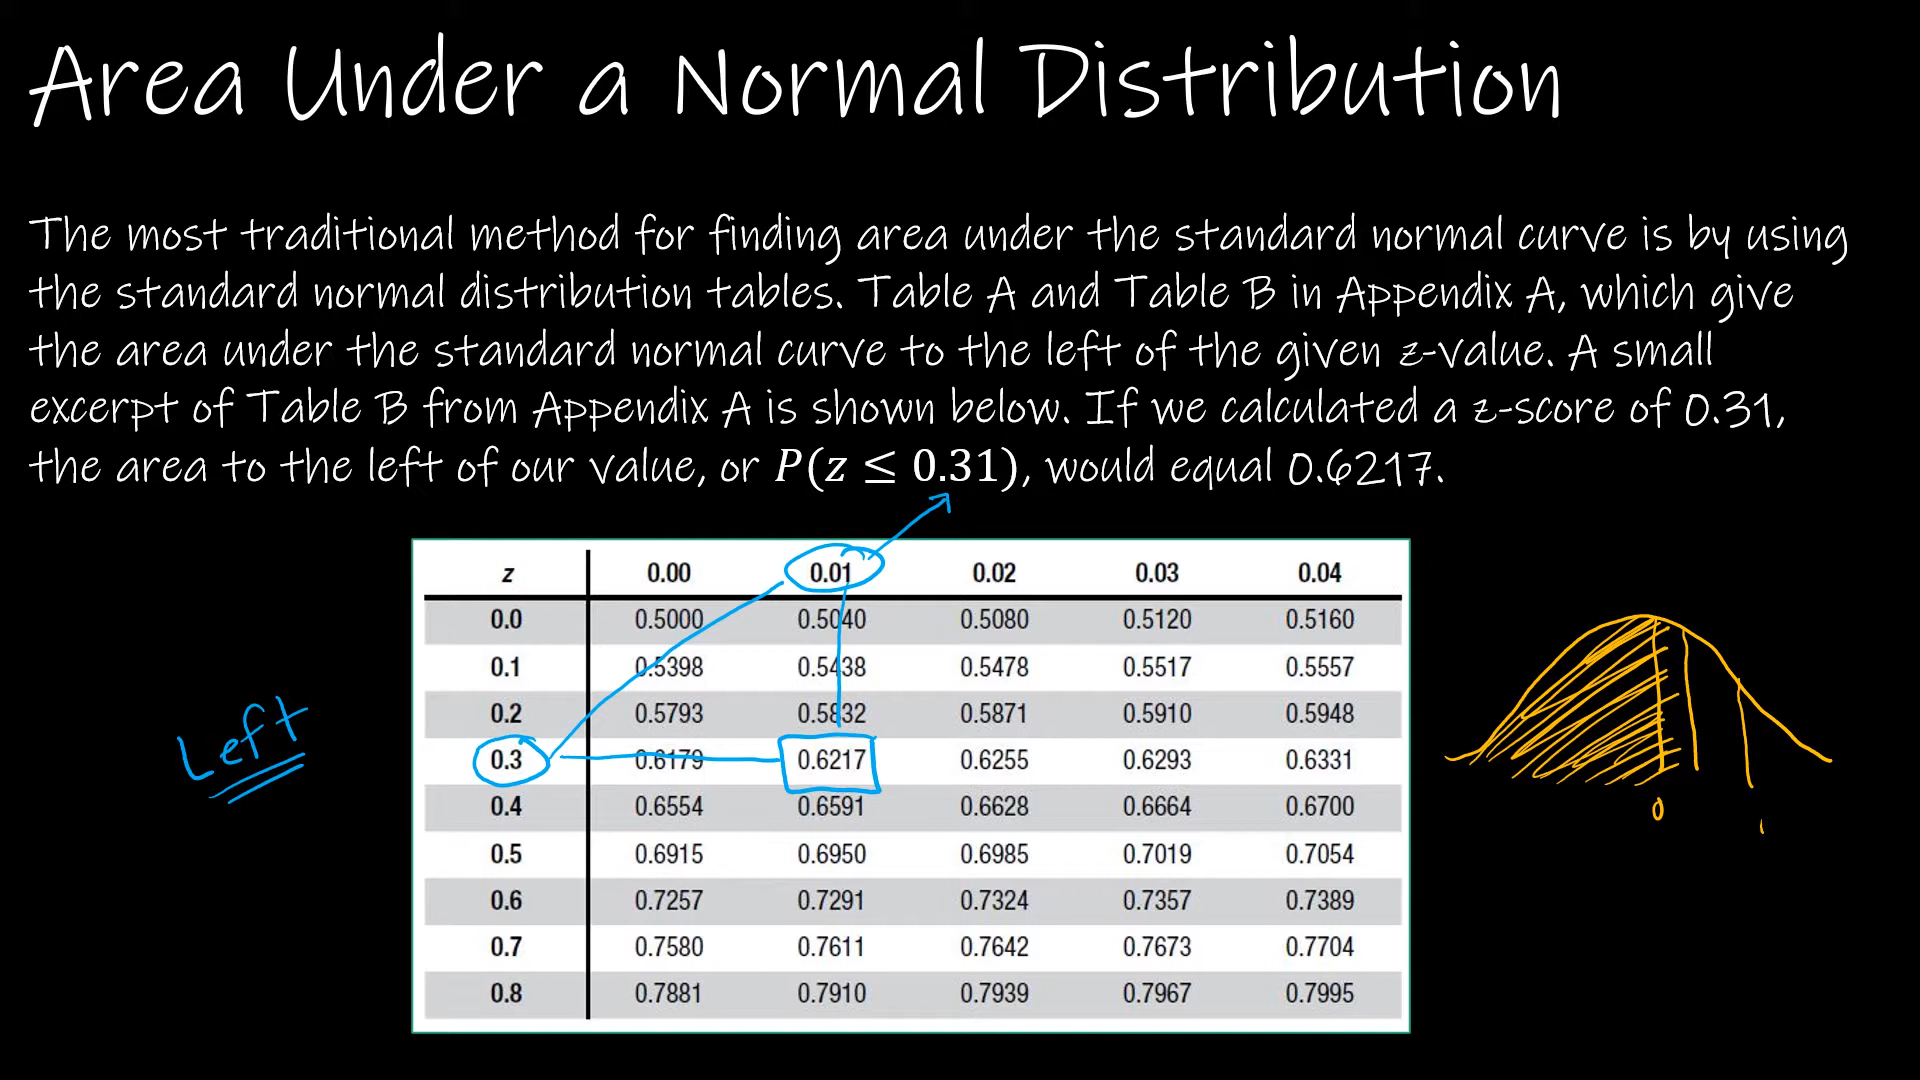 Area Under a Normal Distribution
The most traditional method for finding area under the standard normal curve is by using
the standard normal distribution tables. Table A and Table B in Appendix A, which give
the area under the standard normal curve to the left of the given z-value. A small
excerpt of Table B from Appendix A is shown below. If we calculated a z-score of 0.31,
the area to the left of our value, or P(z ≤ 0.31), would equal 0.6217.
z 0.00 0.01 0.02 0.03 0.04
0.0 0.5000 0.5040 0.5080 0.5120 0.5160
0.1 0.5398 0.5438 0.5478 0.5517 0.5557
0.2 0.5793 0.5832 0.5871 0.5910 0.5948
0.3 0.6179 0.6217 0.6255 0.6293 0.6331
0.4 0.6554 0.6591 0.6628 0.6664 0.6700
0.5 0.6915 0.6950 0.6985 0.7019 0.7054
0.6 0.7257 0.7291 0.7324 0.7357 0.7389
0.7 0.7580 0.7611 0.7642 0.7673 0.7704
0.8 0.7881 0.7910 0.7939 0.7967 0.7995
Left
0